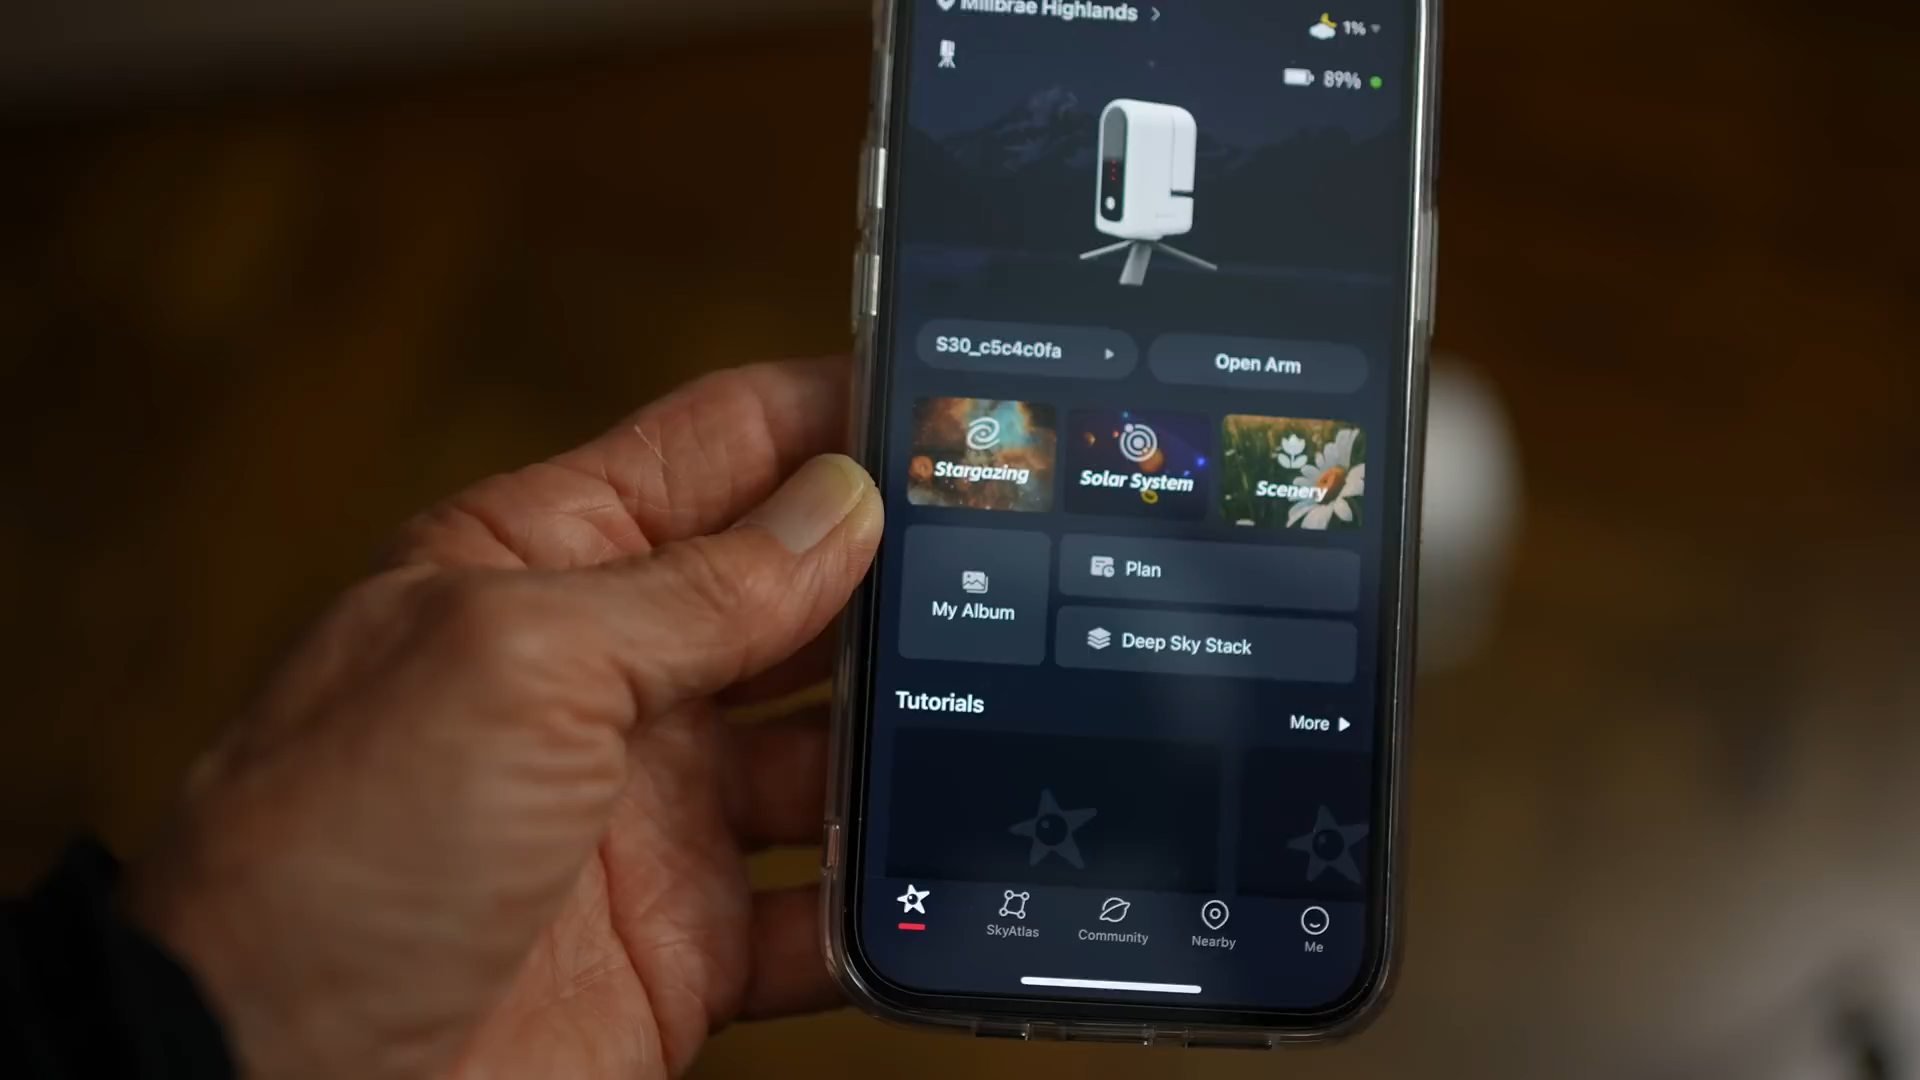 Millbrae Highlands
1%
89%
S30_c5c4c0fa
Open Arm
Stargazing
Solar System
Scenery
My Album
Plan
Deep Sky Stack
Tutorials
More
SkyAtlas
Community
Nearby
Me